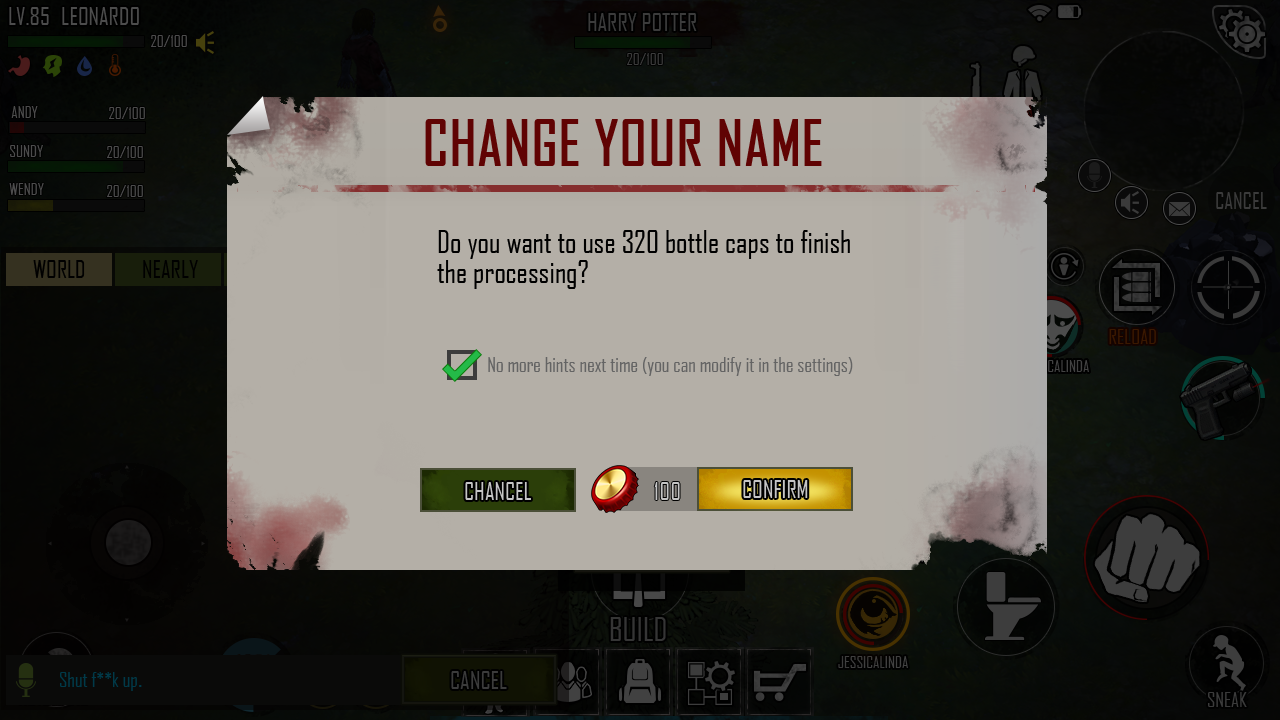 LV.85 LEONARDO
20/100
HARRY POTTER
20/100
ANDY 20/100
SUNDY 20/100
WENDY 20/100
WORLD NEARLY
CHANGE YOUR NAME
Do you want to use 320 bottle caps to finish
the processing?
No more hints next time (you can modify it in the settings)
CHANCEL 100 CONFIRM
CANCEL
RELOAD
CALINDA
BUILD
JESSICALINDA
Shut f**k up.
CANCEL
SNEAK